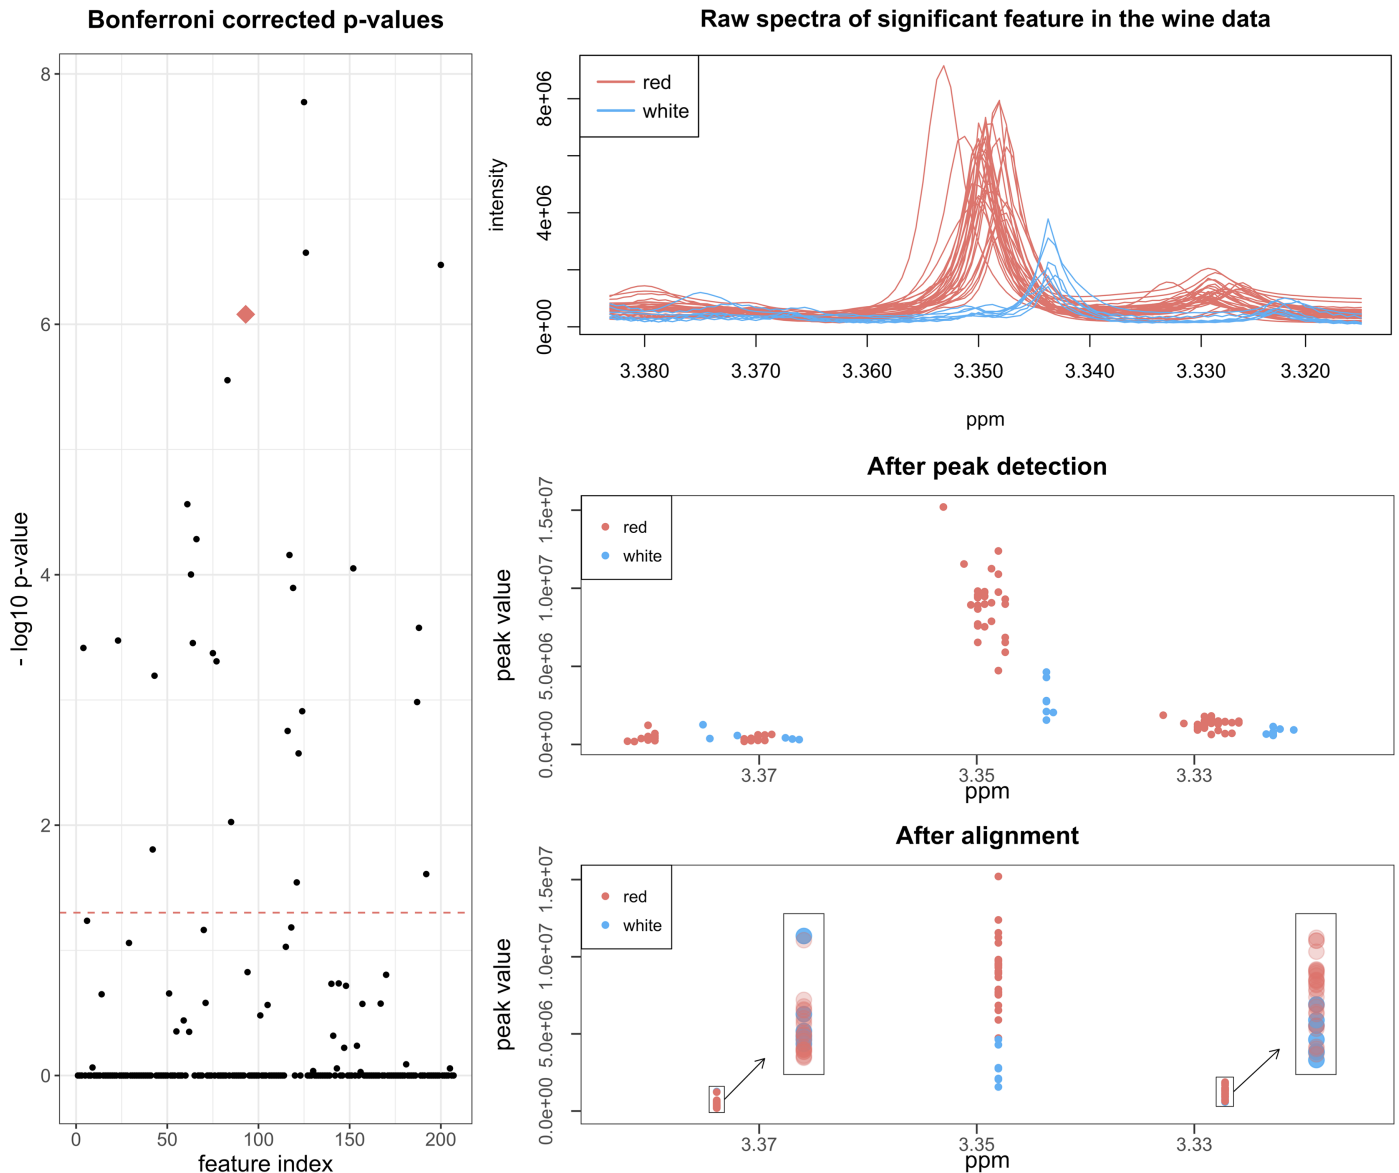 Bonferroni corrected p-values
8
6
4
2
0
- log10 p-value
0
50
100
150
200
feature index
Raw spectra of significant feature in the wine data
red
white
intensity
8e+06
4e+06
0e+00
3.380
3.370
3.360
3.350
3.340
3.330
3.320
ppm
After peak detection
red
white
peak value
1.5e+07
1.0e+07
5.0e+06
0.0e+00
3.37
3.35
3.33
ppm
After alignment
red
white
peak value
1.5e+07
1.0e+07
5.0e+06
0.0e+00
3.37
3.35
3.33
ppm